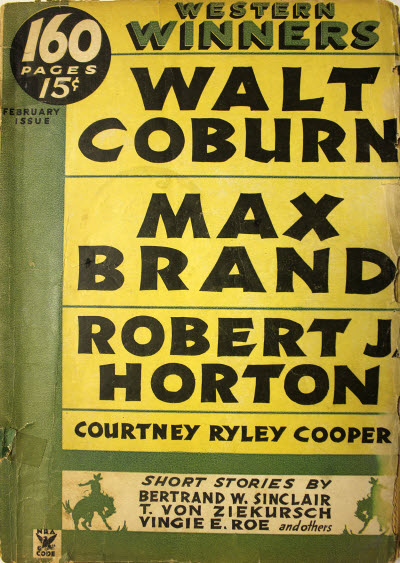 WESTERN
WINNERS
160
PAGES
15¢
FEBRUARY
ISSUE
WALT
COBURN
MAX
BRAND
ROBERT J.
HORTON
COURTNEY RYLEY COOPER
SHORT STORIES BY
BERTRAND W. SINCLAIR
T. VON ZIEKURSCH
VINGIE E. ROE and others
NRA
CODE